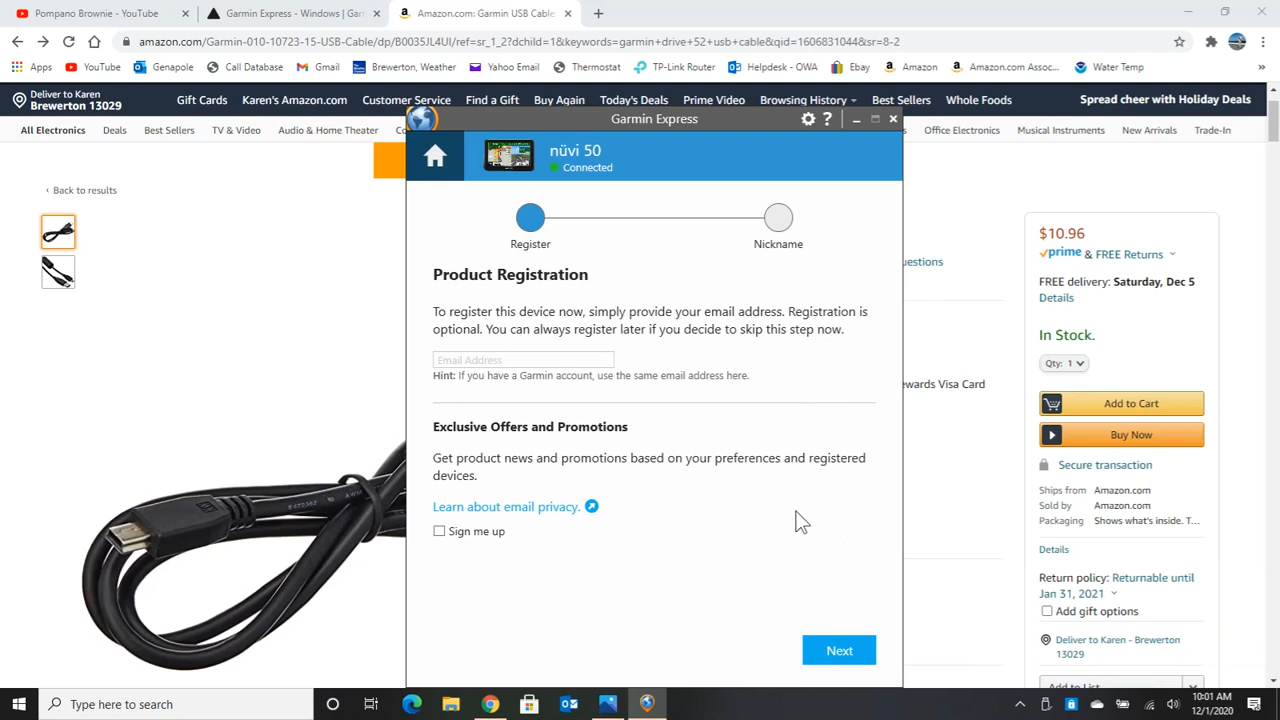 Pompano Brownie - YouTube
Garmin Express - Windows | Gar
Amazon.com: Garmin USB Cable
amazon.com/Garmin-010-10723-15-USB-Cable/dp/B0035JL4UI/ref=sr_1_2?dchild=1&keywords=garmin+drive+52+usb+cable&qid=1606831044&sr=8-2
Apps YouTube Genapole Call Database Gmail Brewerton, Weather Yahoo Email Thermostat TP-Link Router Helpdesk - OWA Ebay Amazon Amazon.com Assoc... Water Temp »
Deliver to Karen
Brewerton 13029
Gift Cards Karen's Amazon.com Customer Service Find a Gift Buy Again Today's Deals Prime Video Browsing History Best Sellers Whole Foods Spread cheer with Holiday Deals
All Electronics Deals Best Sellers TV & Video Audio & Home Theater Co Office Electronics Musical Instruments New Arrivals Trade-In
‹ Back to results
Garmin Express
nüvi 50
Connected
Register
Nickname
Product Registration
To register this device now, simply provide your email address. Registration is
optional. You can always register later if you decide to skip this step now.
Email Address
Hint: If you have a Garmin account, use the same email address here.
Exclusive Offers and Promotions
Get product news and promotions based on your preferences and registered
devices.
Learn about email privacy.
Sign me up
Next
uestions
ewards Visa Card
E472362 AWM
$10.96
prime & FREE Returns
FREE delivery: Saturday, Dec 5
Details
In Stock.
Qty: 1
Add to Cart
Buy Now
Secure transaction
Ships from Amazon.com
Sold by Amazon.com
Packaging Shows what's inside. T...
Details
Return policy: Returnable until
Jan 31, 2021
Add gift options
Deliver to Karen - Brewerton
13029
Add to List
Type here to search
10:01 AM
12/1/2020